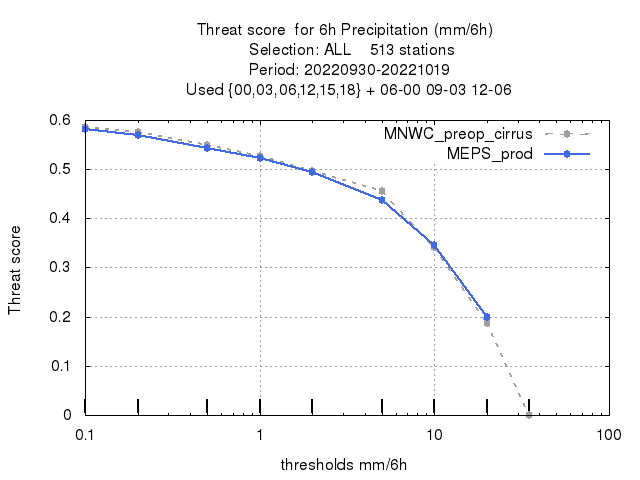 Threat score  for 6h Precipitation (mm/6h)
Selection: ALL    513 stations
Period: 20220930-20221019
Used {00,03,06,12,15,18} + 06-00 09-03 12-06
MNWC_preop_cirrus
MEPS_prod
Threat score
0.6
0.5
0.4
0.3
0.2
0.1
0
0.1 1 10 100
thresholds mm/6h